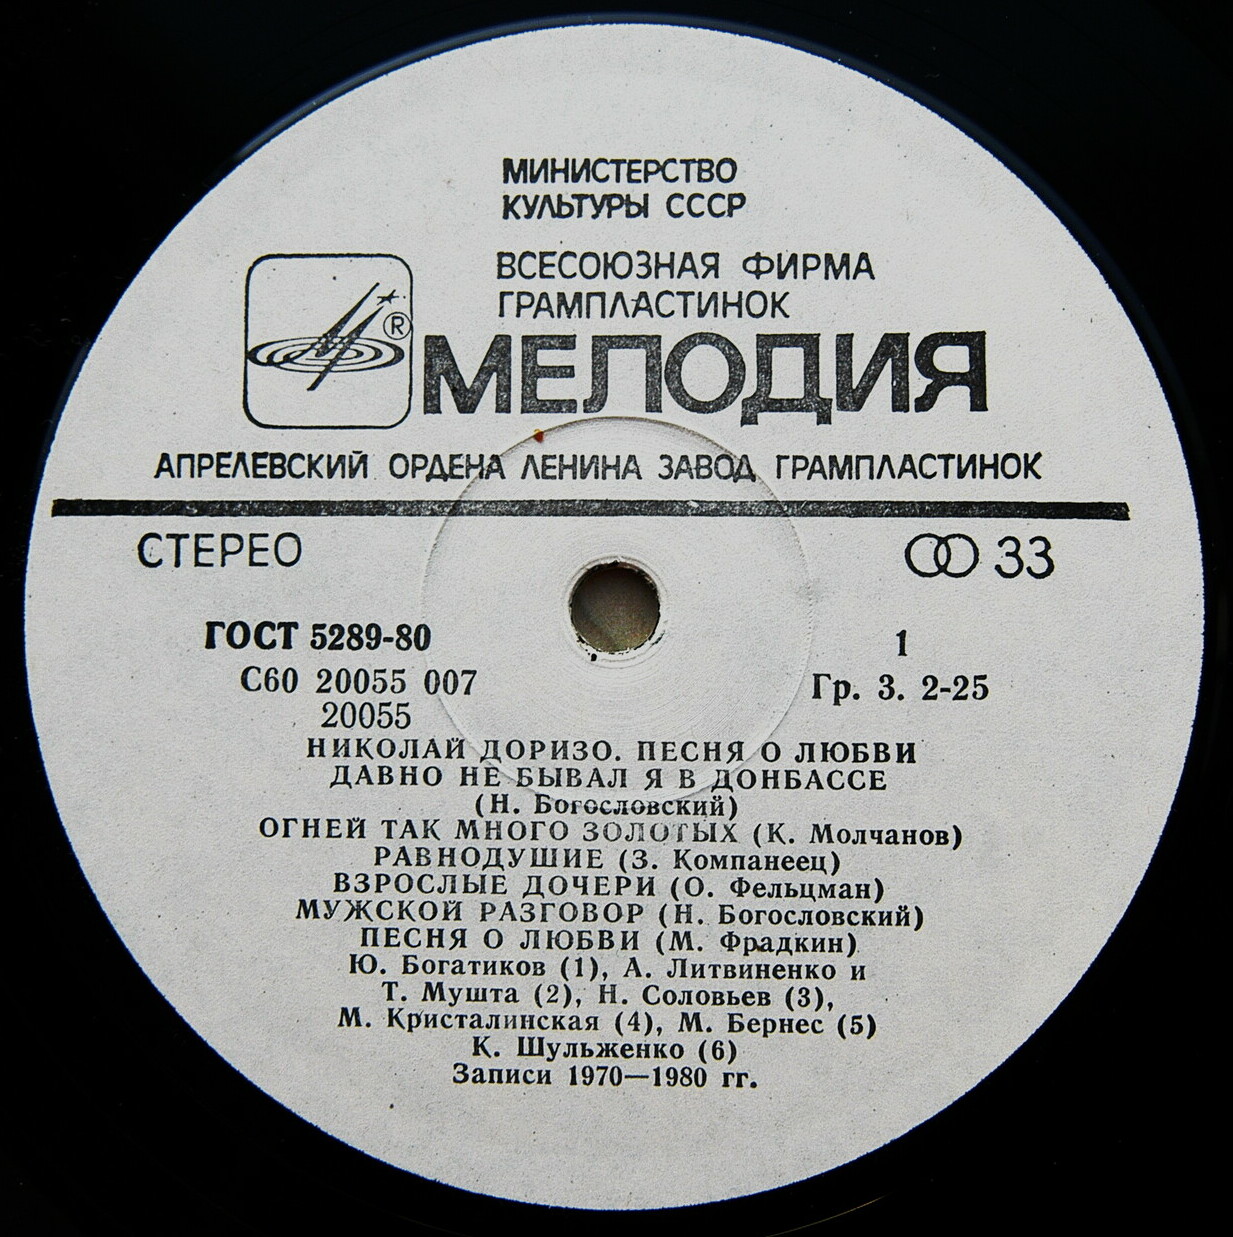 МИНИСТЕРСТВО
КУЛЬТУРЫ СССР
ВСЕСОЮЗНАЯ ФИРМА
ГРАМПЛАСТИНОК
®
МЕЛОДИЯ
АПРЕЛЕВСКИЙ ОРДЕНА ЛЕНИНА ЗАВОД ГРАМПЛАСТИНОК
СТЕРЕО
33
ГОСТ 5289-80
1
С60 20055 007
Гр. 3. 2-25
20055
НИКОЛАЙ ДОРИЗО. ПЕСНЯ О ЛЮБВИ
ДАВНО НЕ БЫВАЛ Я В ДОНБАССЕ
(Н. Богословский)
ОГНЕЙ ТАК МНОГО ЗОЛОТЫХ (К. Молчанов)
РАВНОДУШИЕ (З. Компанеец)
ВЗРОСЛЫЕ ДОЧЕРИ (О. Фельцман)
МУЖСКОЙ РАЗГОВОР (Н. Богословский)
ПЕСНЯ О ЛЮБВИ (М. Фрадкин)
Ю. Богатиков (1), А. Литвиненко и
Т. Мушта (2), Н. Соловьев (3),
М. Кристалинская (4), М. Бернес (5)
К. Шульженко (6)
Записи 1970—1980 гг.